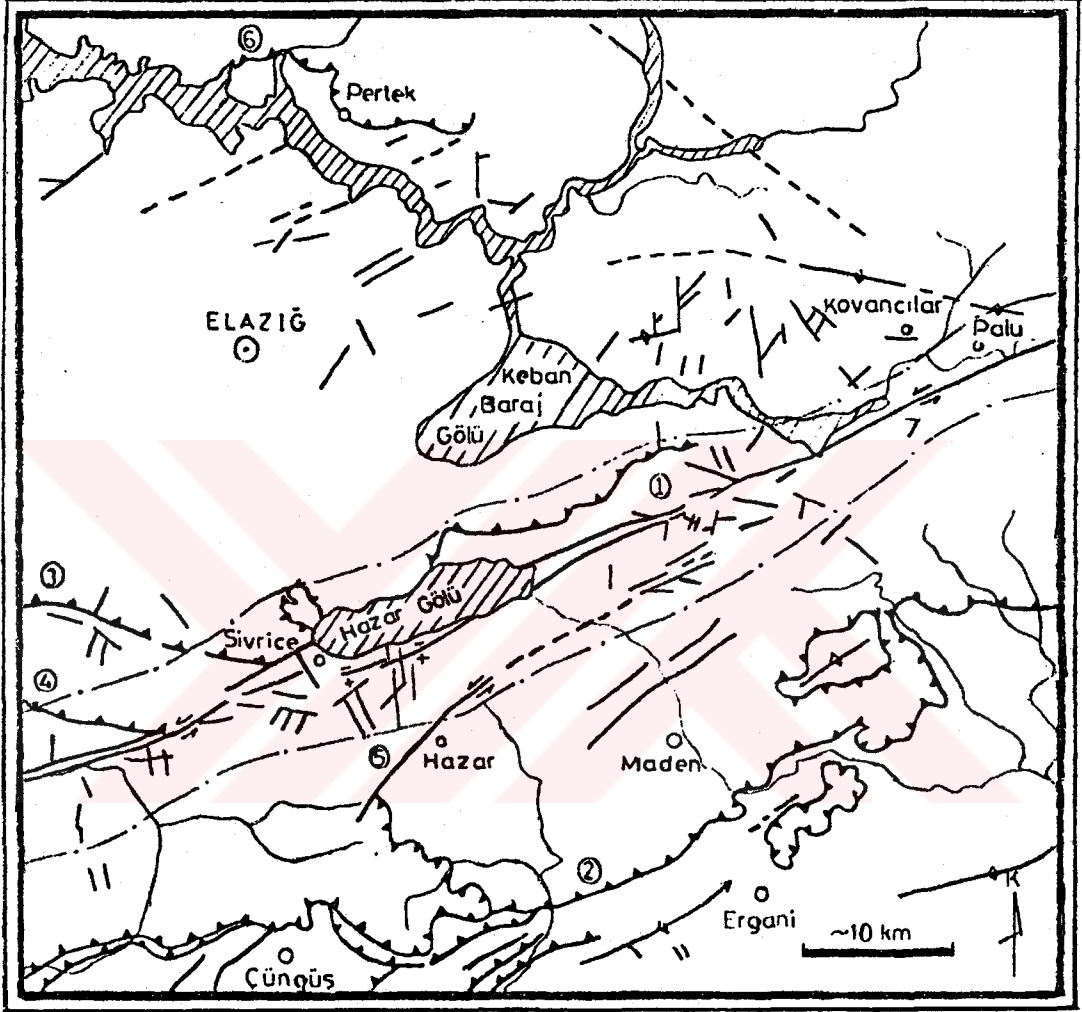 6
Pertek
ELAZIĞ
Kovancılar
Palu
Keban
Baraj
Gölü
1
3
Hazar Gölü
Sivrice
4
5
Hazar
Maden
2
K
Ergani
~10 km
Çüngüş